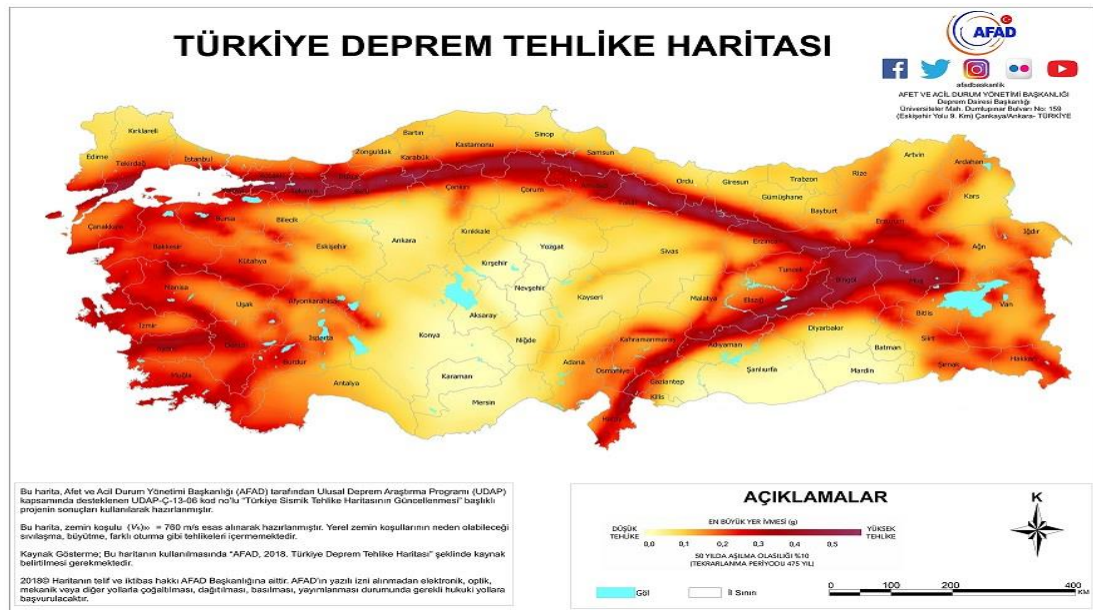 TÜRKİYE DEPREM TEHLİKE HARİTASI
AFAD
afadbaskanlik
AFET VE ACİL DURUM YÖNETİMİ BAŞKANLIĞI
Deprem Dairesi Başkanlığı
Üniversiteler Mah. Dumlupınar Bulvarı No: 159
(Eskişehir Yolu 9. Km) Çankaya/Ankara- TÜRKİYE
Kırklareli
Edirne
Tekirdağ
İstanbul
Zonguldak
Bartın
Karabük
Kastamonu
Sinop
Samsun
Ordu
Giresun
Trabzon
Rize
Artvin
Ardahan
Kars
Gümüşhane
Bayburt
Çankırı
Çorum
Çanakkale
Bursa
Bilecik
Eskişehir
Ankara
Kırıkkale
Yozgat
Sivas
Erzincan
Ağrı
Iğdır
Balıkesir
Kütahya
Kırşehir
Nevşehir
Kayseri
Tunceli
Bingöl
Muş
Manisa
Uşak
Afyonkarahisar
Aksaray
Malatya
Elazığ
Van
Bitlis
İzmir
Isparta
Konya
Niğde
Kahramanmaraş
Adıyaman
Diyarbakır
Batman
Siirt
Denizli
Burdur
Adana
Osmaniye
Gaziantep
Şanlıurfa
Mardin
Şırnak
Hakkari
Muğla
Antalya
Karaman
Mersin
Kilis
Hatay
Bu harita, Afet ve Acil Durum Yönetimi Başkanlığı (AFAD) tarafından Ulusal Deprem Araştırma Programı (UDAP)
kapsamında desteklenen UDAP-Ç-13-06 kod no'lu "Türkiye Sismik Tehlike Haritasının Güncellenmesi" başlıklı
projenin sonuçları kullanılarak hazırlanmıştır.
Bu harita, zemin koşulu (Vs)30 = 760 m/s esas alınarak hazırlanmıştır. Yerel zemin koşullarının neden olabileceği
sıvılaşma, büyütme, farklı oturma gibi tehlikeleri içermemektedir.
Kaynak Gösterme; Bu haritanın kullanılmasında "AFAD, 2018. Türkiye Deprem Tehlike Haritası" şeklinde kaynak
belirtilmesi gerekmektedir.
2018© Haritanın telif ve iktibas hakkı AFAD Başkanlığına aittir. AFAD'ın yazılı izni alınmadan elektronik, optik,
mekanik veya diğer yollarla çoğaltılması, dağıtılması, basılması, yayımlanması durumunda gerekli hukuki yollara
başvurulacaktır.
AÇIKLAMALAR
EN BÜYÜK YER İVMESİ (g)
DÜŞÜK TEHLİKE
YÜKSEK TEHLİKE
0,0 0,1 0,2 0,3 0,4 0,5
50 YILDA AŞILMA OLASILIĞI %10
(TEKRARLANMA PERİYODU 475 YIL)
Göl
İl Sınırı
K
0 100 200 400
KM